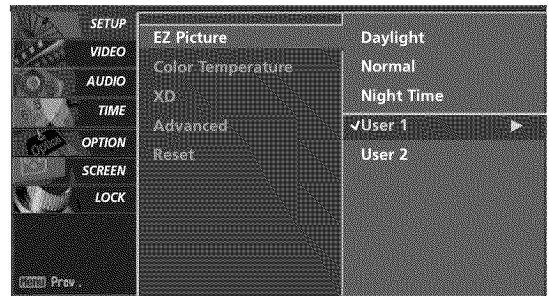 SETUP
VIDEO
AUDIO
TIME
OPTION
SCREEN
LOCK
Menu Prev.
EZ Picture
Color Temperature
XD
Advanced
Reset
Daylight
Normal
Night Time
✓User 1 ▶
User 2